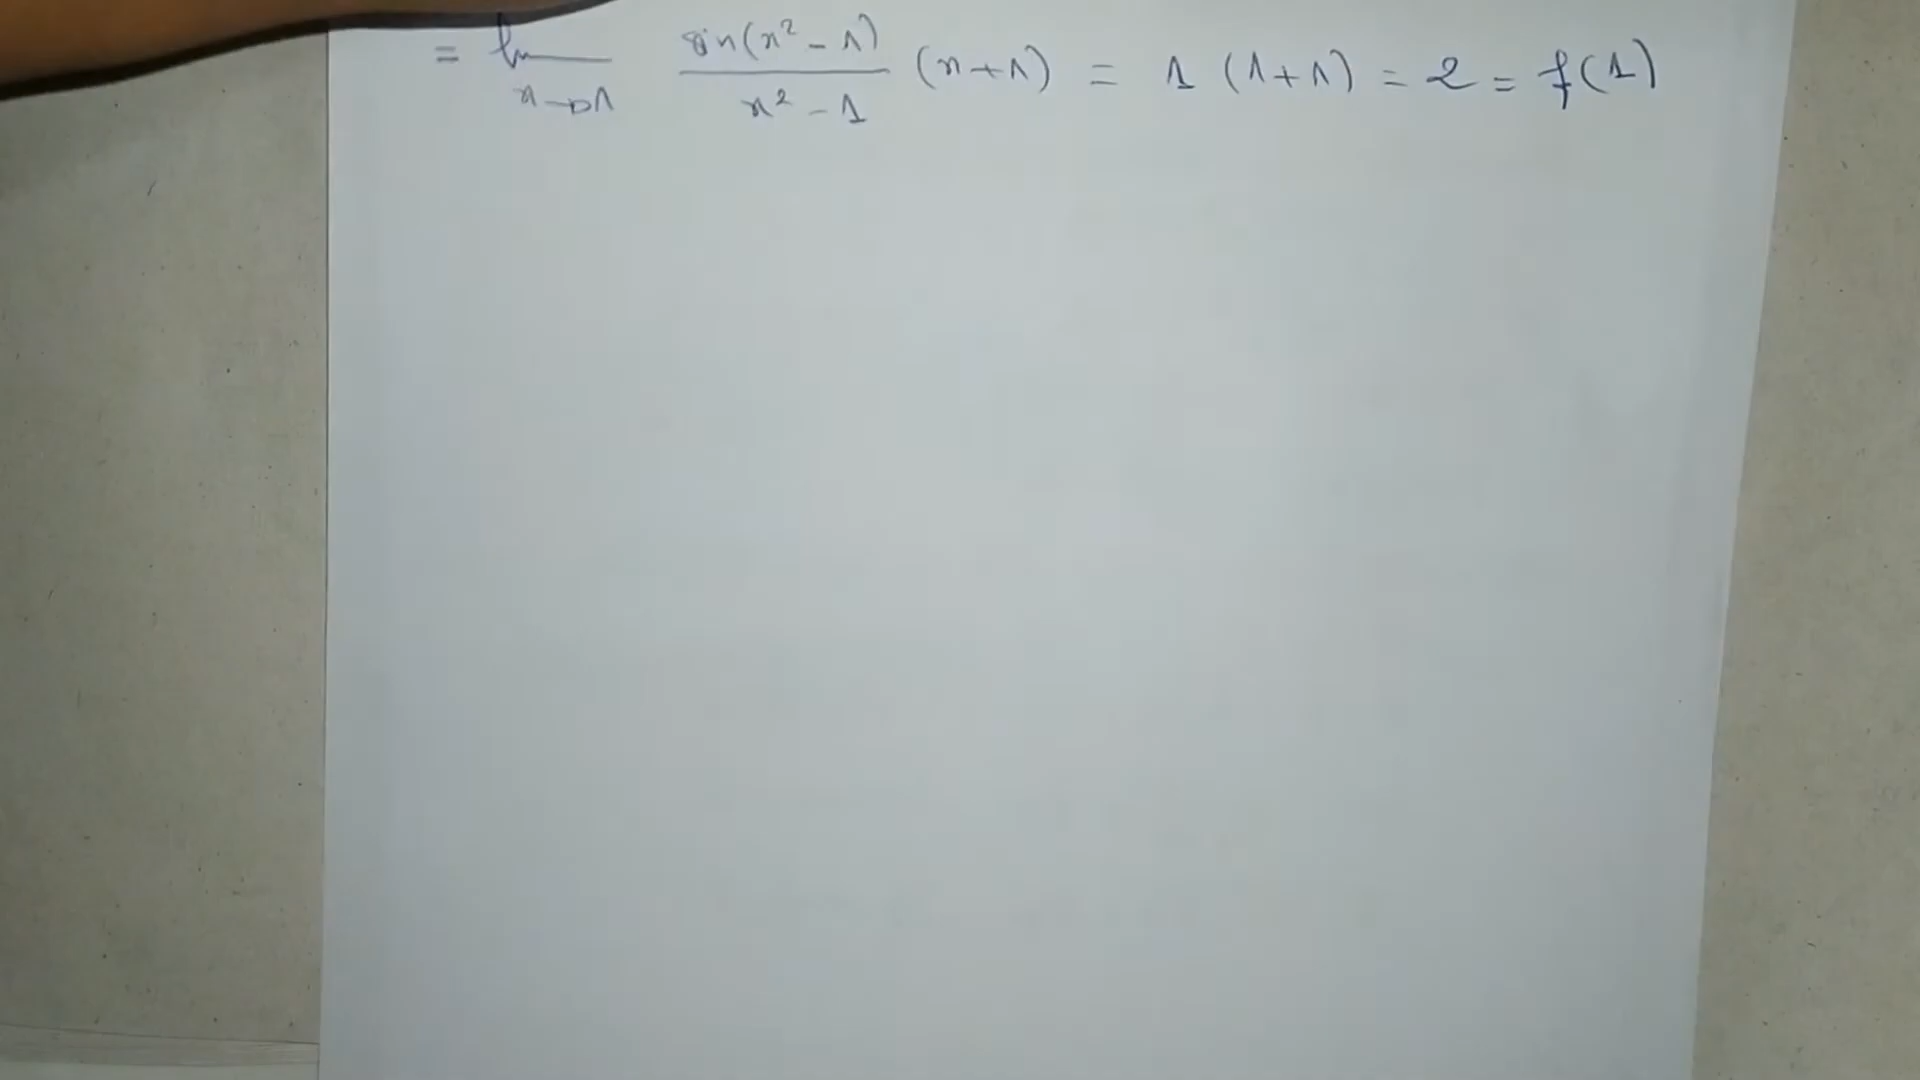 = lim x→1 sin(x² - 1) / (x² - 1) (x+1) = 1 (1+1) = 2 = f(1)